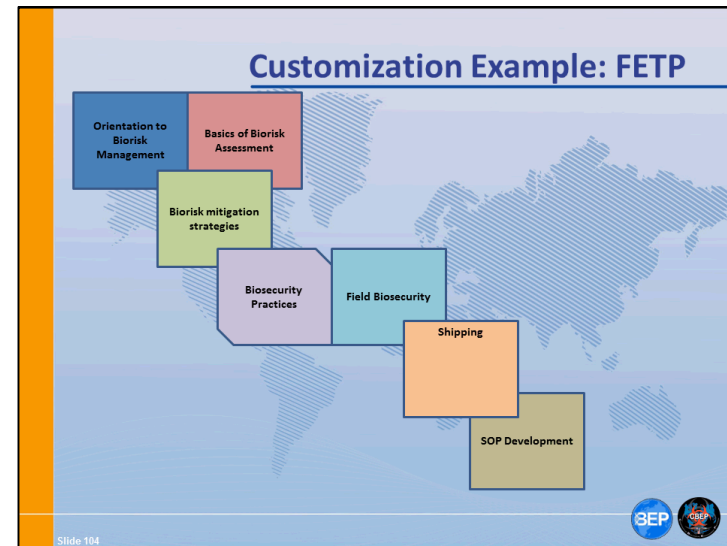 Customization Example: FETP
Orientation to
Biorisk
Management
Basics of Biorisk
Assessment
Biorisk mitigation
strategies
Biosecurity
Practices
Field Biosecurity
Shipping
SOP Development
BEP
CBEP
Slide 104